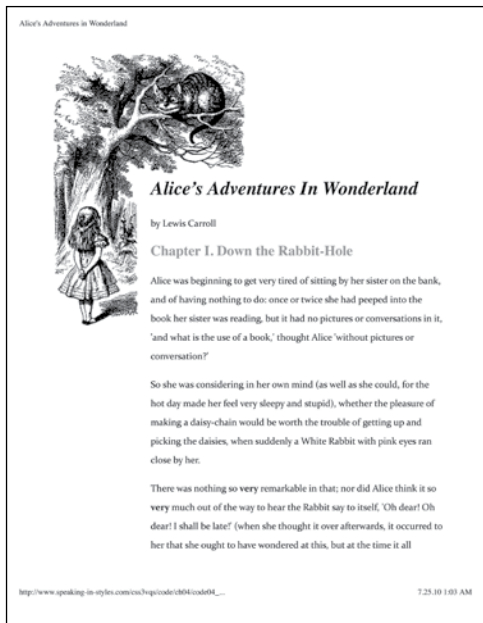 Alice's Adventures in Wonderland
Alice's Adventures In Wonderland
by Lewis Carroll
Chapter I. Down the Rabbit-Hole
Alice was beginning to get very tired of sitting by her sister on the bank,
and of having nothing to do: once or twice she had peeped into the
book her sister was reading, but it had no pictures or conversations in it,
'and what is the use of a book,' thought Alice 'without pictures or
conversation?'
So she was considering in her own mind (as well as she could, for the
hot day made her feel very sleepy and stupid), whether the pleasure of
making a daisy-chain would be worth the trouble of getting up and
picking the daisies, when suddenly a White Rabbit with pink eyes ran
close by her.
There was nothing so very remarkable in that; nor did Alice think it so
very much out of the way to hear the Rabbit say to itself, 'Oh dear! Oh
dear! I shall be late!' (when she thought it over afterwards, it occurred to
her that she ought to have wondered at this, but at the time it all
http://www.speaking-in-styles.com/css3vqs/code/ch04/code04_...
7.25.10 1:03 AM